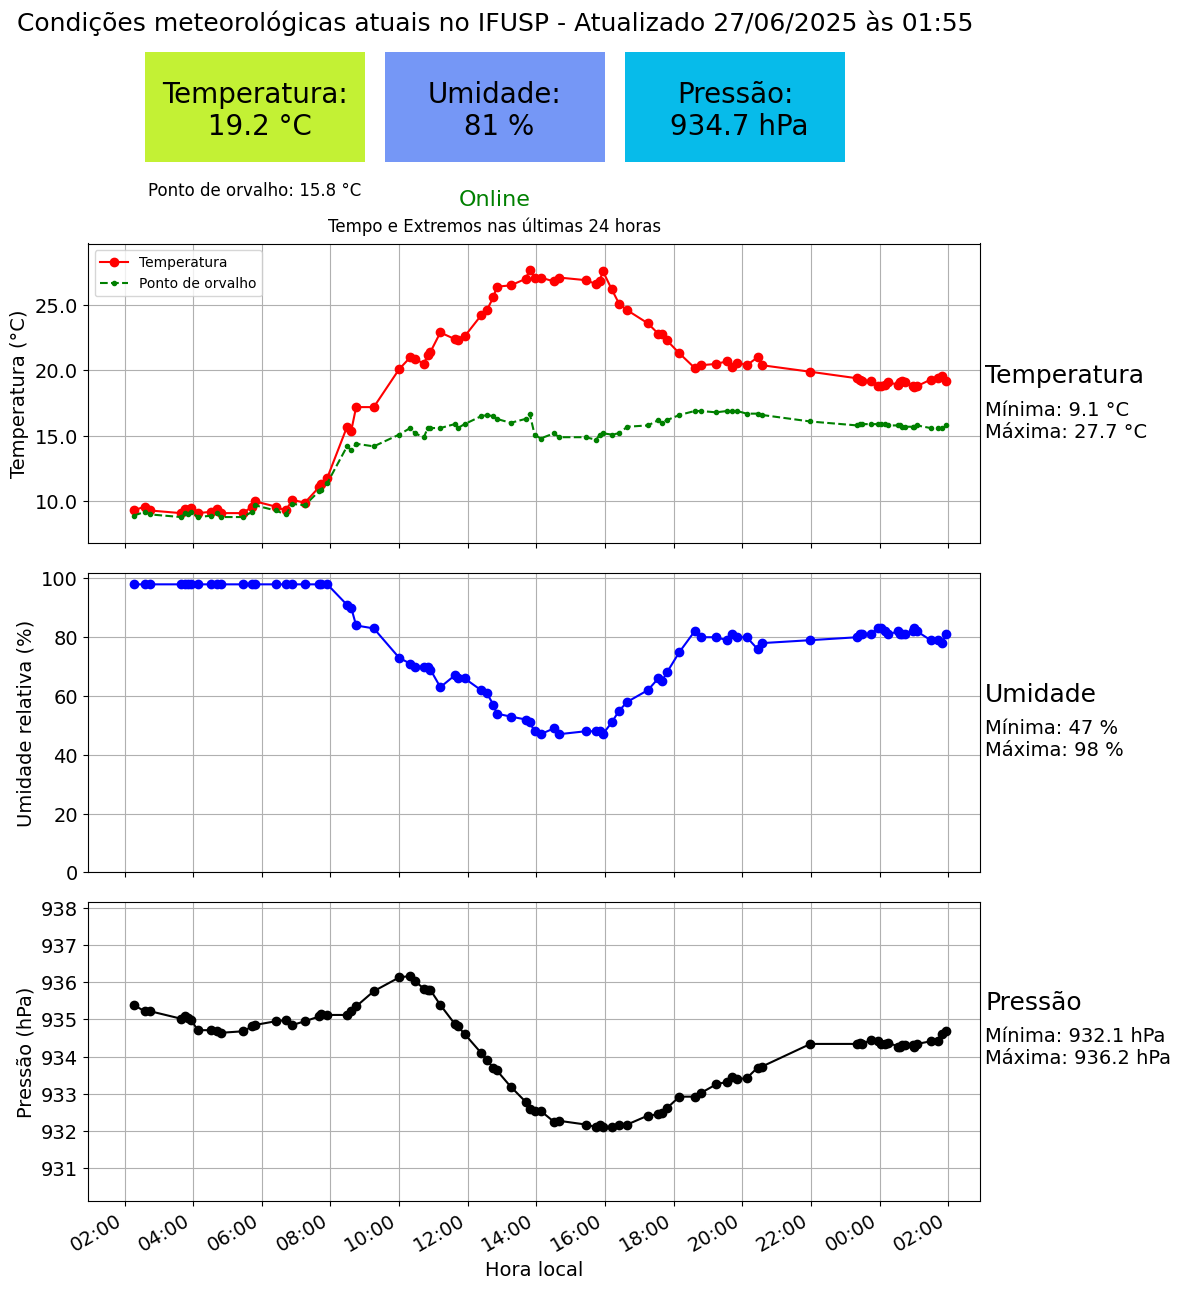 Condições meteorológicas atuais no IFUSP - Atualizado 27/06/2025 às 01:55
Temperatura:
19.2 °C
Umidade:
81 %
Pressão:
934.7 hPa
Ponto de orvalho: 15.8 °C
Online
Tempo e Extremos nas últimas 24 horas
Temperatura
Ponto de orvalho
Temperatura (°C)
25.0
20.0
15.0
10.0
Temperatura
Mínima: 9.1 °C
Máxima: 27.7 °C
Umidade relativa (%)
100
80
60
40
20
0
Umidade
Mínima: 47 %
Máxima: 98 %
Pressão (hPa)
938
937
936
935
934
933
932
931
Pressão
Mínima: 932.1 hPa
Máxima: 936.2 hPa
02:00
04:00
06:00
08:00
10:00
12:00
14:00
16:00
18:00
20:00
22:00
00:00
02:00
Hora local